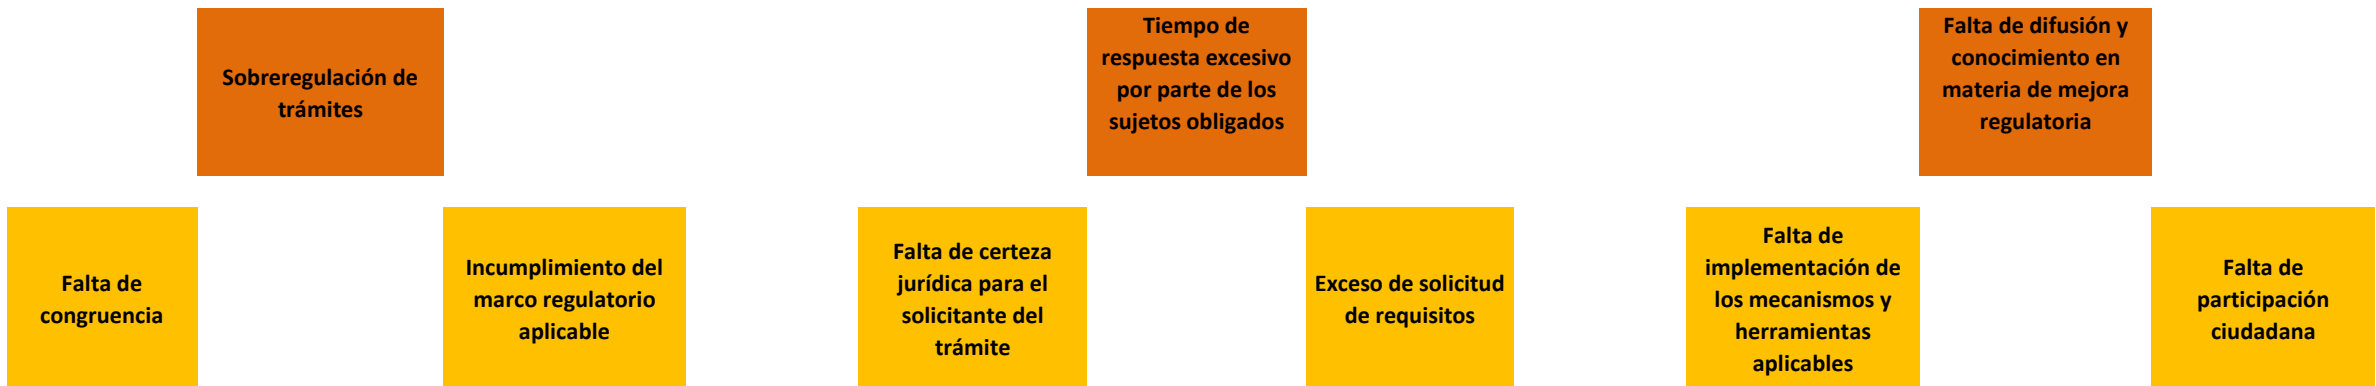 Sobreregulación de
trámites
Tiempo de
respuesta excesivo
por parte de los
sujetos obligados
Falta de difusión y
conocimiento en
materia de mejora
regulatoria
Falta de
congruencia
Incumplimiento del
marco regulatorio
aplicable
Falta de certeza
jurídica para el
solicitante del
trámite
Exceso de solicitud
de requisitos
Falta de
implementación de
los mecanismos y
herramientas
aplicables
Falta de
participación
ciudadana